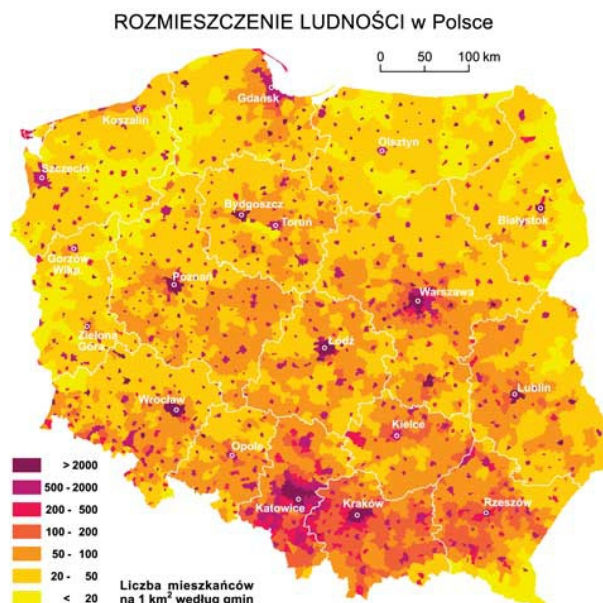 ROZMIESZCZENIE LUDNOŚCI w Polsce
0 50 100 km
Gdańsk
Koszalin
Olsztyn
Szczecin
Bydgoszcz
Toruń
Białystok
Gorzów
Wlkp.
Poznań
Warszawa
Zielona
Góra
Łódź
Wrocław
Lublin
Kielce
Opole
Katowice
Kraków
Rzeszów
> 2000
500 - 2000
200 - 500
100 - 200
50 - 100
20 - 50
< 20
Liczba mieszkańców
na 1 km² według gmin